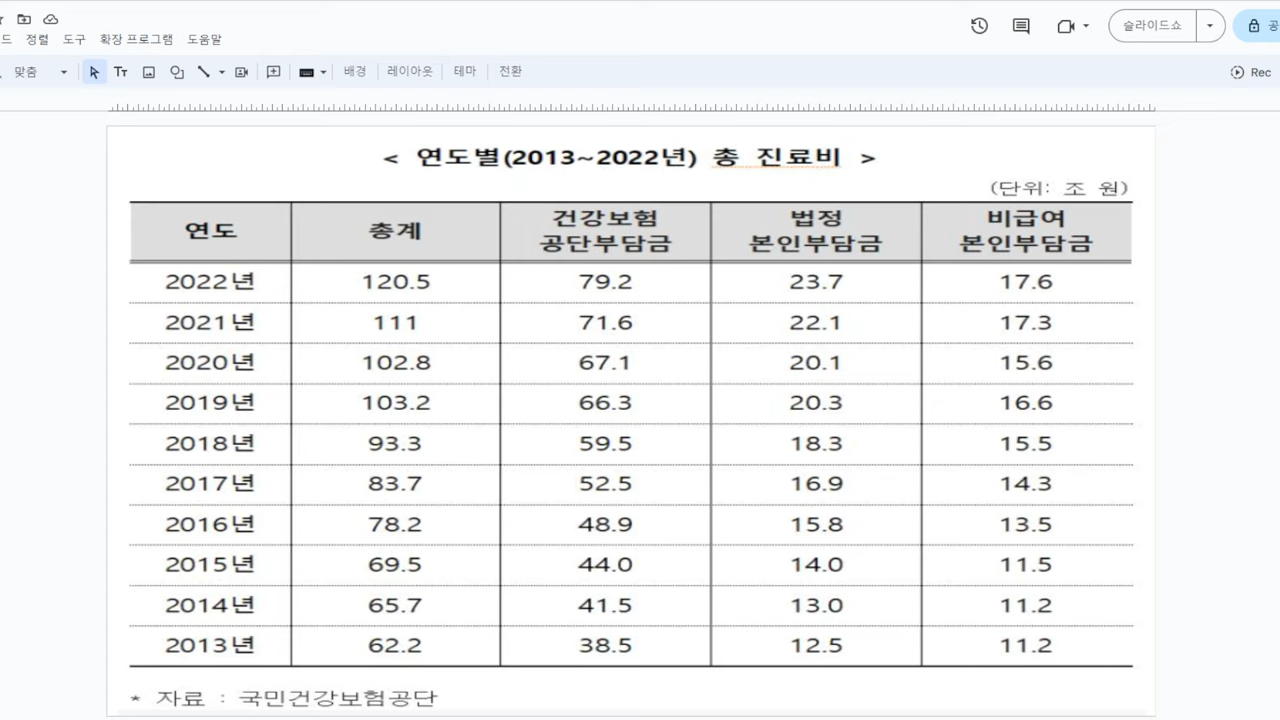 슬라이드쇼
정렬 도구 확장 프로그램 도움말
맞춤 배경 레이아웃 테마 전환 Rec
< 연도별(2013~2022년) 총 진료비 >
(단위: 조 원)
연도 총계 건강보험 공단부담금 법정 본인부담금 비급여 본인부담금
2022년 120.5 79.2 23.7 17.6
2021년 111 71.6 22.1 17.3
2020년 102.8 67.1 20.1 15.6
2019년 103.2 66.3 20.3 16.6
2018년 93.3 59.5 18.3 15.5
2017년 83.7 52.5 16.9 14.3
2016년 78.2 48.9 15.8 13.5
2015년 69.5 44.0 14.0 11.5
2014년 65.7 41.5 13.0 11.2
2013년 62.2 38.5 12.5 11.2
* 자료 : 국민건강보험공단